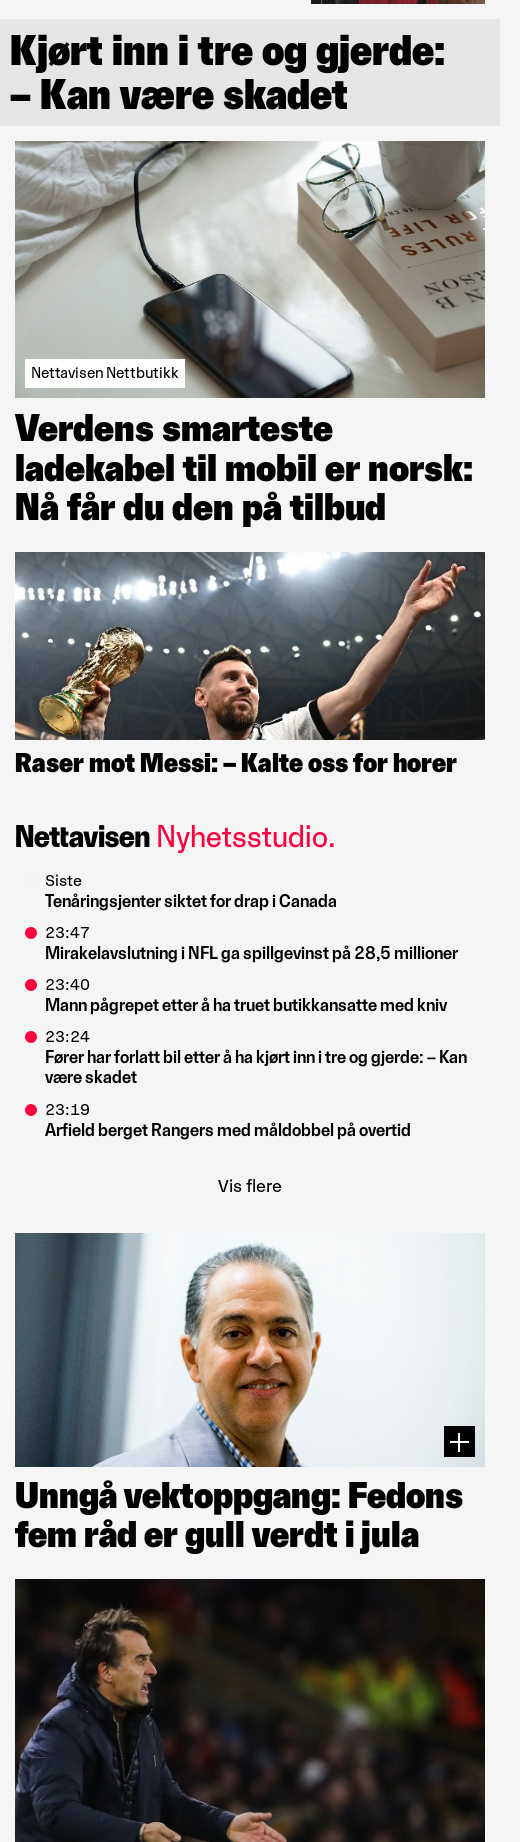 Kjørt inn i tre og gjerde:
– Kan være skadet
FOR LIFE
RULES
N B
RSON
Nettavisen Nettbutikk
Verdens smarteste
ladekabel til mobil er norsk:
Nå får du den på tilbud
Raser mot Messi: – Kalte oss for horer
Nettavisen Nyhetsstudio.
Siste
Tenåringsjenter siktet for drap i Canada
23:47
Mirakelavslutning i NFL ga spillgevinst på 28,5 millioner
23:40
Mann pågrepet etter å ha truet butikkansatte med kniv
23:24
Fører har forlatt bil etter å ha kjørt inn i tre og gjerde: – Kan
være skadet
23:19
Arfield berget Rangers med måldobbel på overtid
Vis flere
Unngå vektoppgang: Fedons
fem råd er gull verdt i jula